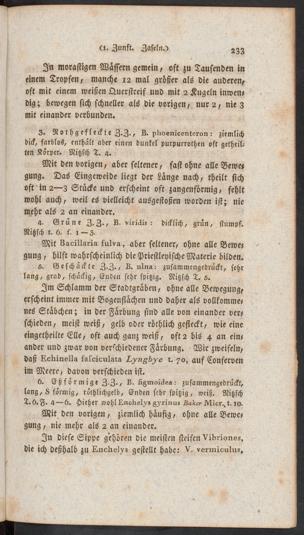 (1. Zunft. Zaseln.) 233
In morastigen Wässern gemein, oft zu Tausenden in
einem Tropfen, manche 12 mal größer als die anderen,
oft mit einem weißen Querstreif und mit 2 Kugeln inwen-
dig; bewegen sich schneller als die vorigen, nur 2, nie 3
mit einander verbunden.
3. Rothgefleckte Z.Z., B. phoenicenteron: ziemlich
dick, farblos, enthält aber einen dunkel purpurrothen oft getheil-
ten Körper. Nitzsch T. 4.
Mit den vorigen, aber seltener, fast ohne alle Bewe-
gung. Das Eingeweide liegt der Länge nach, theilt sich
oft in 2—3 Stücke und erscheint oft zangenförmig, fehlt
wohl auch, weil es vielleicht ausgestoßen worden ist; nie
mehr als 2 an einander.
4. Grüne Z.Z., B. viridis: dicklich, grün, stumpf.
Nitzsch t. 6. f. 1—3.
Mit Bacillaria fulva, aber seltener, ohne alle Bewe-
gung, hilft wahrscheinlich die Priestleysche Materie bilden.
5. Geschäckte Z.Z., B. ulna: zusammengedrückt, sehr
lang, grad, schäckig, Enden sehr spitzig. Nitzsch T. 5.
Im Schlamm der Stadtgräben, ohne alle Bewegung,
erscheint immer mit Bogenflächen und daher als vollkomme-
nes Stäbchen; in der Färbung sind alle von einander ver-
schieden, meist weiß, gelb oder röthlich gefleckt, wie eine
eingetheilte Elle, oft auch ganz weiß, oft 2 bis 4 an ein-
ander und zwar von verschiedener Färbung. Wir zweifeln,
daß Echinella fasciculata Lyngbye t. 70, auf Conferven
im Meere, davon verschieden ist.
6. Eßförmige Z.Z., B. sigmoidea: zusammengedrückt,
lang, S förmig, röthlichgelb, Enden sehr spitzig, weiß. Nitzsch
T. 6. F. 4—6. Hieher wohl Enchelys gyrinus Baker Micr. t. 10.
Mit den vorigen, ziemlich häufig, ohne alle Bewe-
gung, nie mehr als 2 an einander.
In diese Sippe gehören die meisten steifen Vibriones,
die ich deßhalb zu Enchelys gestellt habe: V. vermiculus,